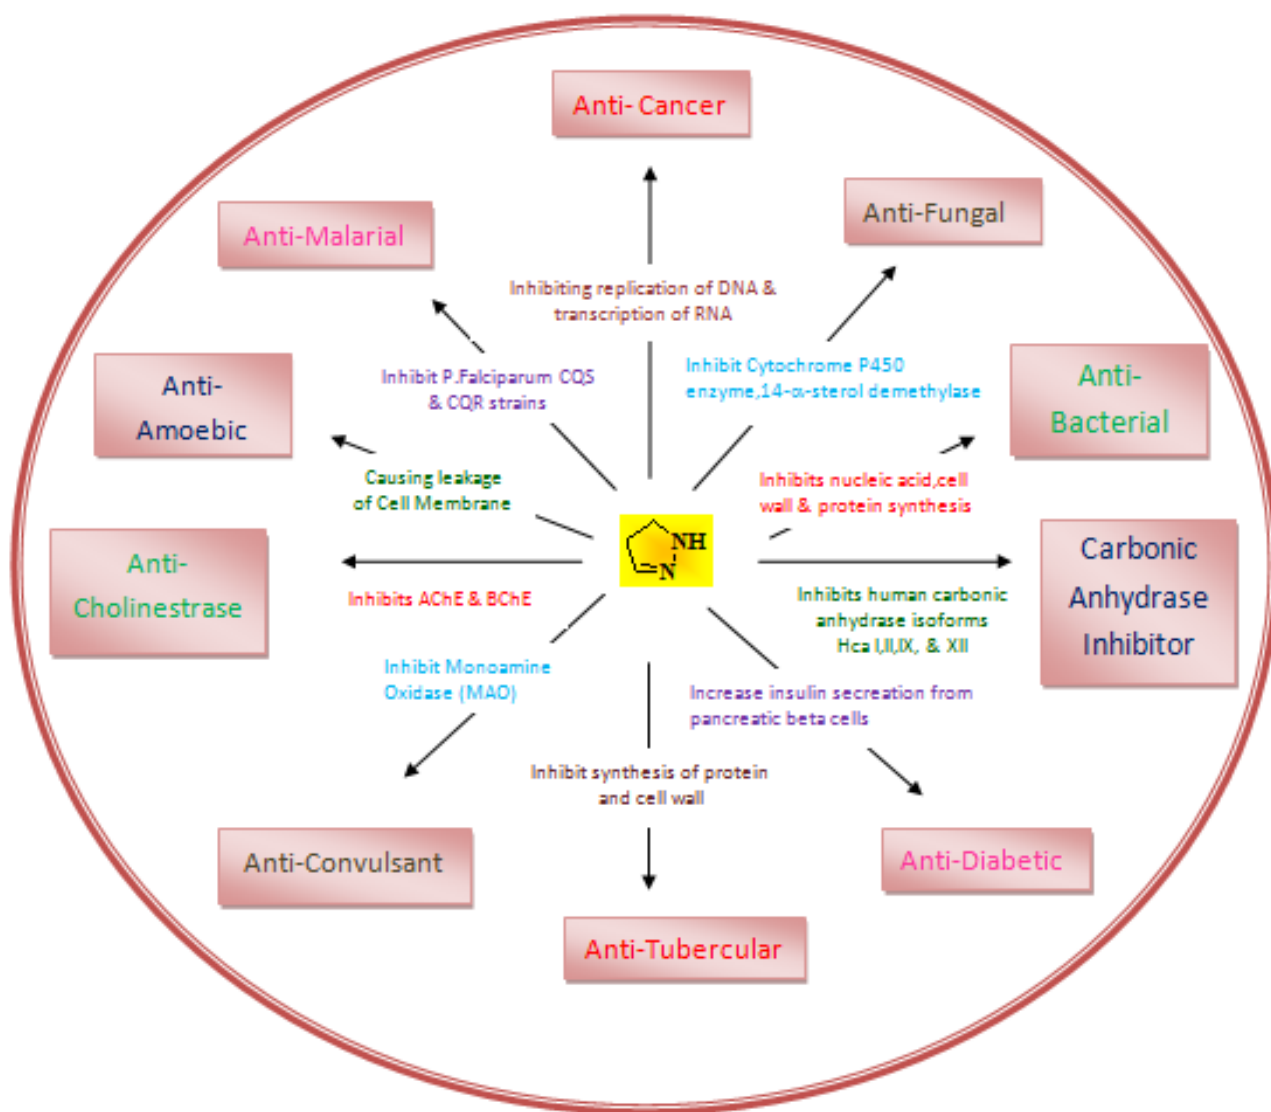 Anti- Cancer
Anti-Fungal
Anti-Malarial
Inhibiting replication of DNA &
transcription of RNA
Inhibit Cytochrome P450
enzyme,14-α-sterol demethylase
Inhibit P.Falciparum CQS
& CQR strains
Anti-
Bacterial
Anti-
Amoebic
Causing leakage
of Cell Membrane
Inhibits nucleic acid,cell
wall & protein synthesis
NH
N
Anti-
Cholinestrase
Inhibits AChE & BChE
Carbonic
Anhydrase
Inhibitor
Inhibits human carbonic
anhydrase isoforms
Hca I,II,IX, & XII
Inhibit Monoamine
Oxidase (MAO)
Increase insulin secreation from
pancreatic beta cells
Inhibit synthesis of protein
and cell wall
Anti-Convulsant
Anti-Diabetic
Anti-Tubercular